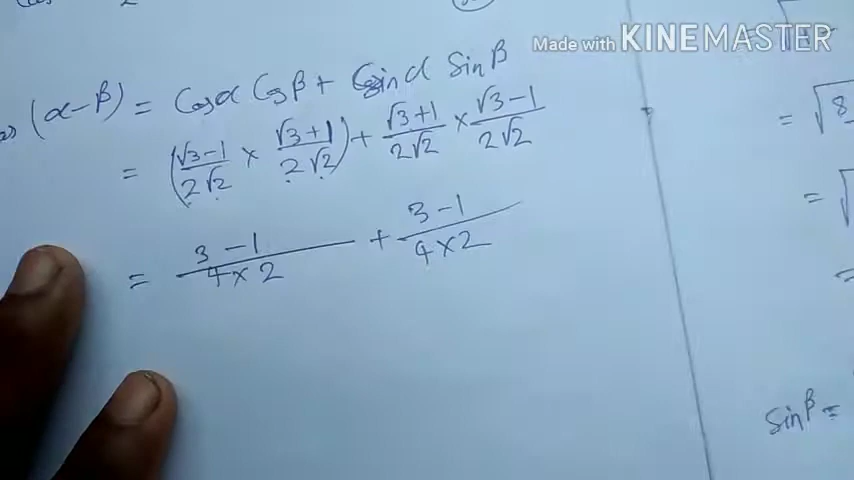 Made with KINEMASTER
(α-β) = Cosα Cosβ + Sinα Sinβ
= (√3-1/2√2 × √3+1/2√2) + √3+1/2√2 × √3-1/2√2
= 3-1/4×2 + 3-1/4×2
= √8
= √
=
Sinβ =